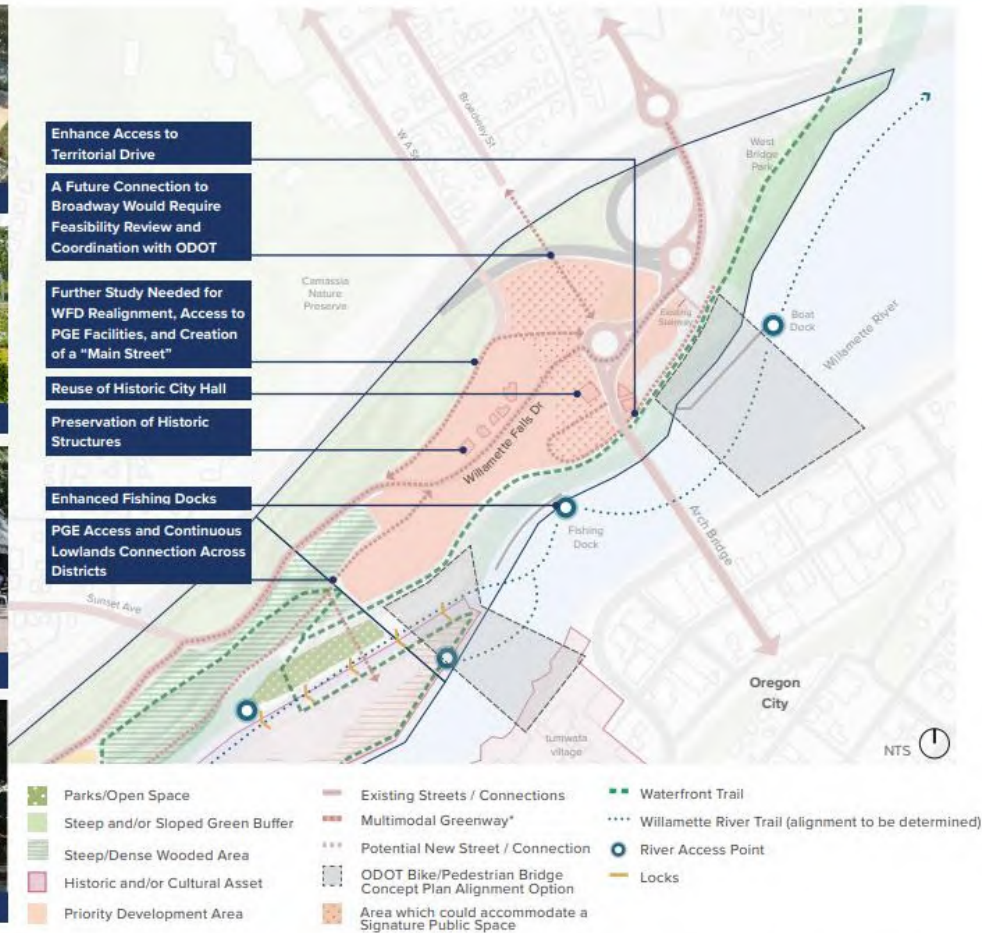 Enhance Access to
Territorial Drive
A Future Connection to
Broadway Would Require
Feasibility Review and
Coordination with ODOT
Further Study Needed for
WFD Realignment, Access to
PGE Facilities, and Creation
of a "Main Street"
Reuse of Historic City Hall
Preservation of Historic
Structures
Enhanced Fishing Docks
PGE Access and Continuous
Lowlands Connection Across
Districts
W A St
Broadway St
West
Bridge
Park
Camassia
Nature
Preserve
Existing
Boat
Dock
Willamette River
Willamette Falls Dr
Fishing
Dock
Arch Bridge
Sunset Ave
Oregon
City
tumwata
village
NTS
Parks/Open Space
Steep and/or Sloped Green Buffer
Steep/Dense Wooded Area
Historic and/or Cultural Asset
Priority Development Area
Existing Streets / Connections
Multimodal Greenway*
Potential New Street / Connection
ODOT Bike/Pedestrian Bridge
Concept Plan Alignment Option
Area which could accommodate a
Signature Public Space
Waterfront Trail
Willamette River Trail (alignment to be determined)
River Access Point
Locks